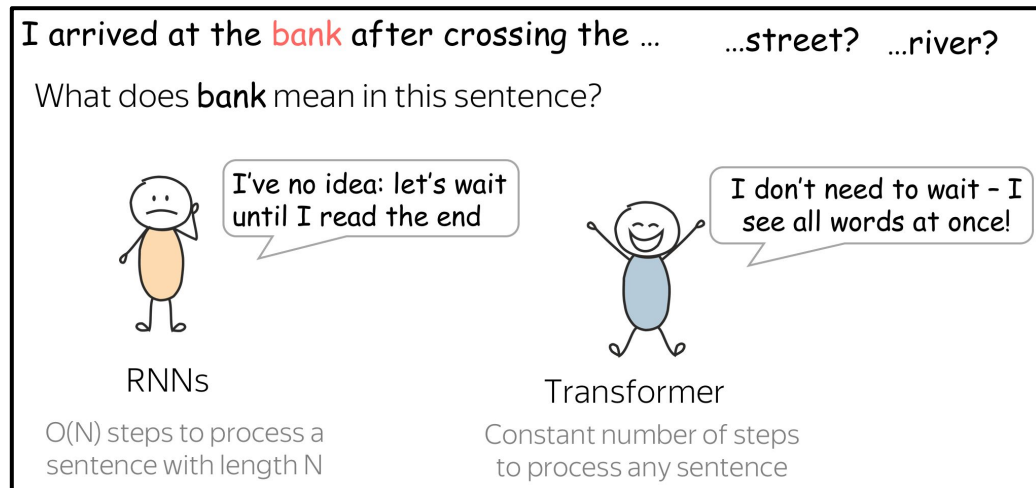 I arrived at the bank after crossing the ... ...street? ...river?
What does bank mean in this sentence?
I've no idea: let's wait
until I read the end
I don't need to wait – I
see all words at once!
RNNs
O(N) steps to process a
sentence with length N
Transformer
Constant number of steps
to process any sentence